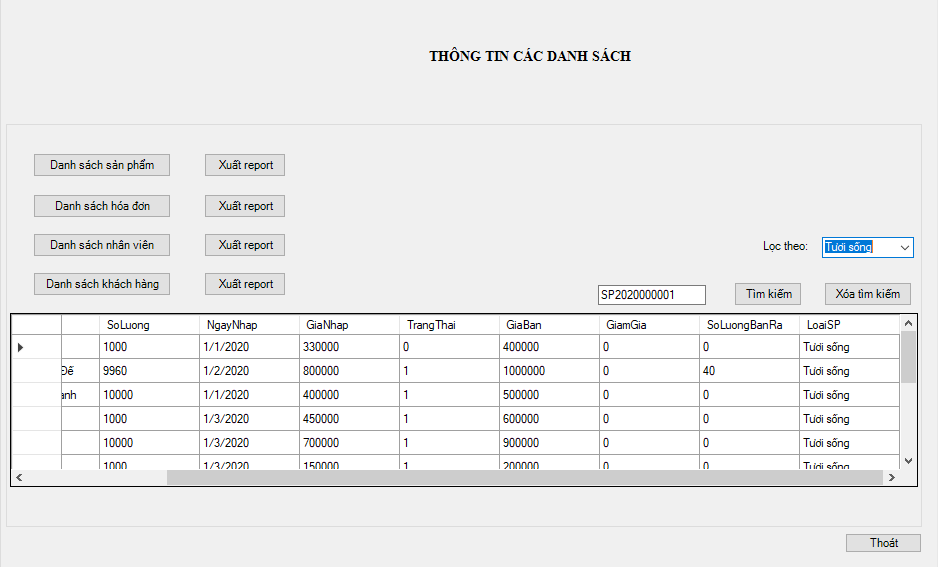 THÔNG TIN CÁC DANH SÁCH
Danh sách sản phẩm Xuất report
Danh sách hóa đơn Xuất report
Danh sách nhân viên Xuất report
Lọc theo: Tươi sống
Danh sách khách hàng Xuất report
SP2020000001 Tìm kiếm Xóa tìm kiếm
SoLuong NgayNhap GiaNhap TrangThai GiaBan GiamGia SoLuongBanRa LoaiSP
1000 1/1/2020 330000 0 400000 0 0 Tươi sống
Đế 9960 1/2/2020 800000 1 1000000 0 40 Tươi sống
anh 10000 1/1/2020 400000 1 500000 0 0 Tươi sống
1000 1/3/2020 450000 1 600000 0 0 Tươi sống
10000 1/3/2020 700000 1 900000 0 0 Tươi sống
1000 1/3/2020 150000 1 200000 0 0 Tươi sống
Thoát